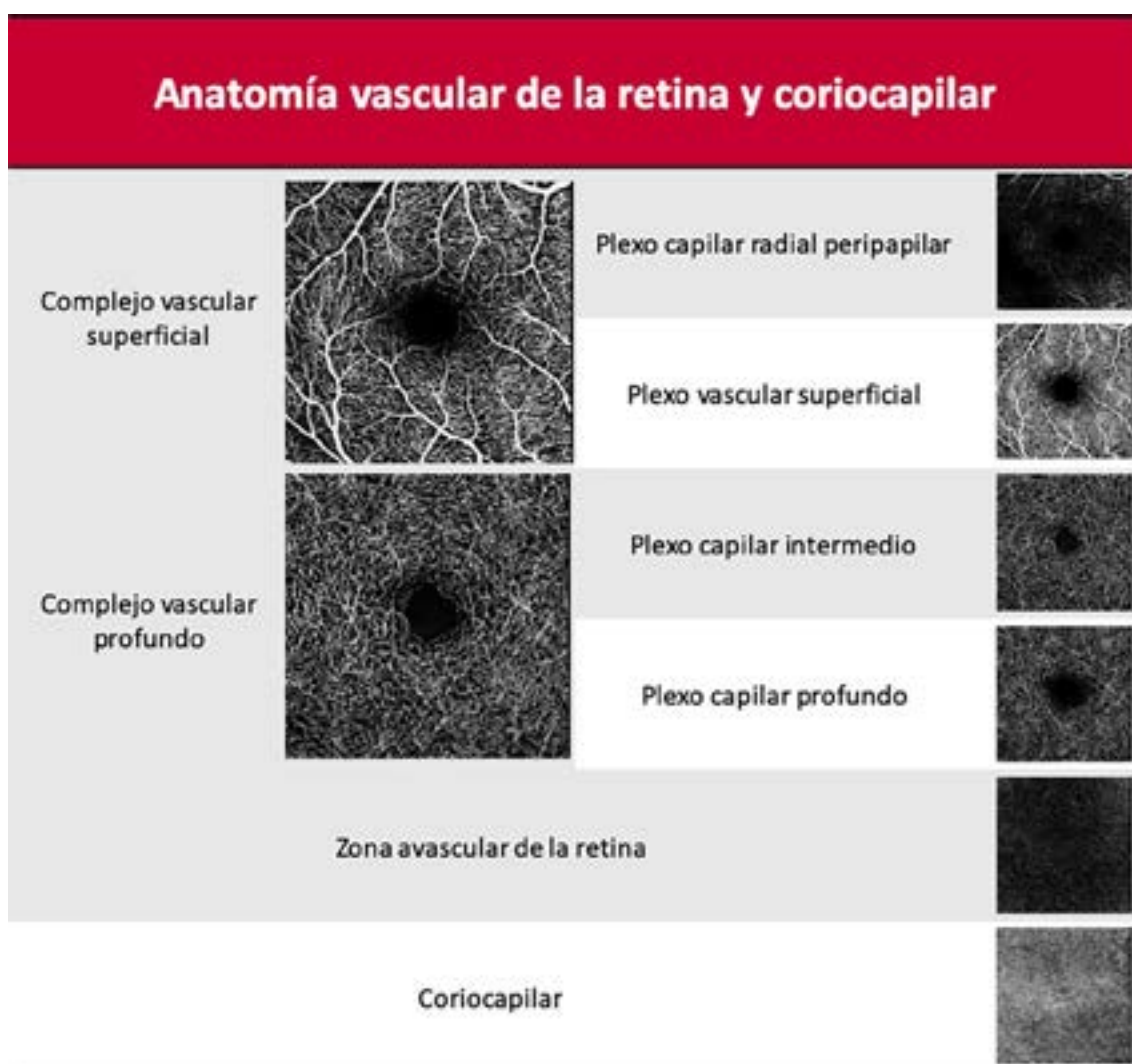 Anatomía vascular de la retina y coriocapilar
Complejo vascular
superficial
Plexo capilar radial peripapilar
Plexo vascular superficial
Complejo vascular
profundo
Plexo capilar intermedio
Plexo capilar profundo
Zona avascular de la retina
Coriocapilar